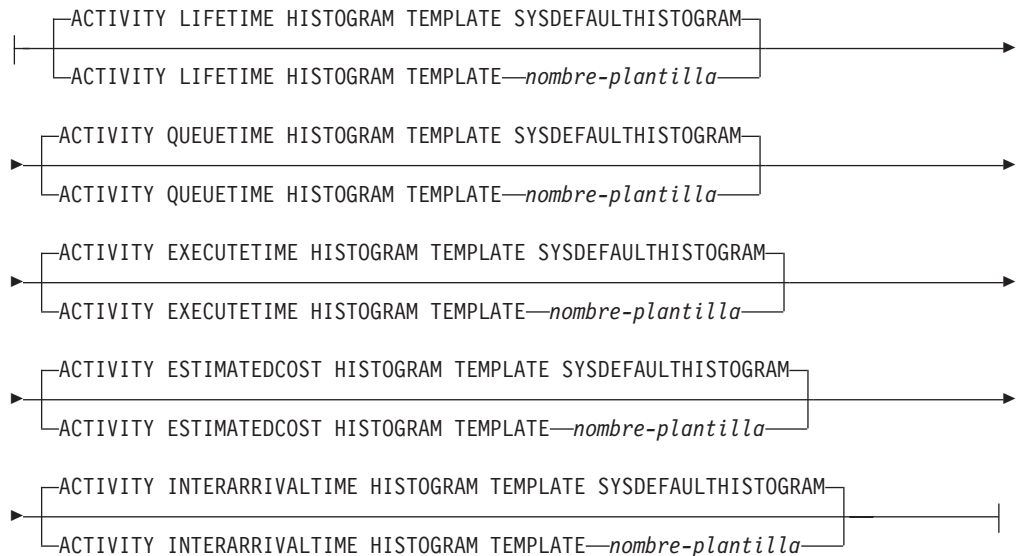 ACTIVITY LIFETIME HISTOGRAM TEMPLATE SYSDEFAULTHISTOGRAM
ACTIVITY LIFETIME HISTOGRAM TEMPLATE nombre-plantilla
ACTIVITY QUEUETIME HISTOGRAM TEMPLATE SYSDEFAULTHISTOGRAM
ACTIVITY QUEUETIME HISTOGRAM TEMPLATE nombre-plantilla
ACTIVITY EXECUTETIME HISTOGRAM TEMPLATE SYSDEFAULTHISTOGRAM
ACTIVITY EXECUTETIME HISTOGRAM TEMPLATE nombre-plantilla
ACTIVITY ESTIMATEDCOST HISTOGRAM TEMPLATE SYSDEFAULTHISTOGRAM
ACTIVITY ESTIMATEDCOST HISTOGRAM TEMPLATE nombre-plantilla
ACTIVITY INTERARRIVALTIME HISTOGRAM TEMPLATE SYSDEFAULTHISTOGRAM
ACTIVITY INTERARRIVALTIME HISTOGRAM TEMPLATE nombre-plantilla